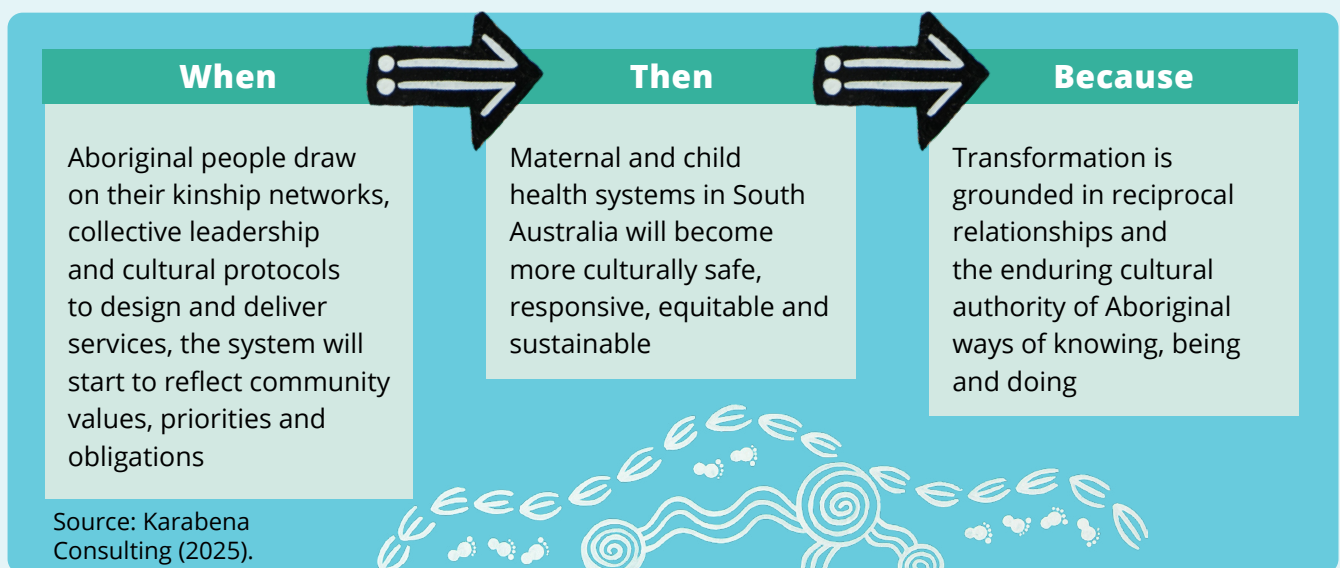 When
Aboriginal people draw
on their kinship networks,
collective leadership
and cultural protocols
to design and deliver
services, the system will
start to reflect community
values, priorities and
obligations
Then
Maternal and child
health systems in South
Australia will become
more culturally safe,
responsive, equitable and
sustainable
Because
Transformation is
grounded in reciprocal
relationships and
the enduring cultural
authority of Aboriginal
ways of knowing, being
and doing
Source: Karabena
Consulting (2025).